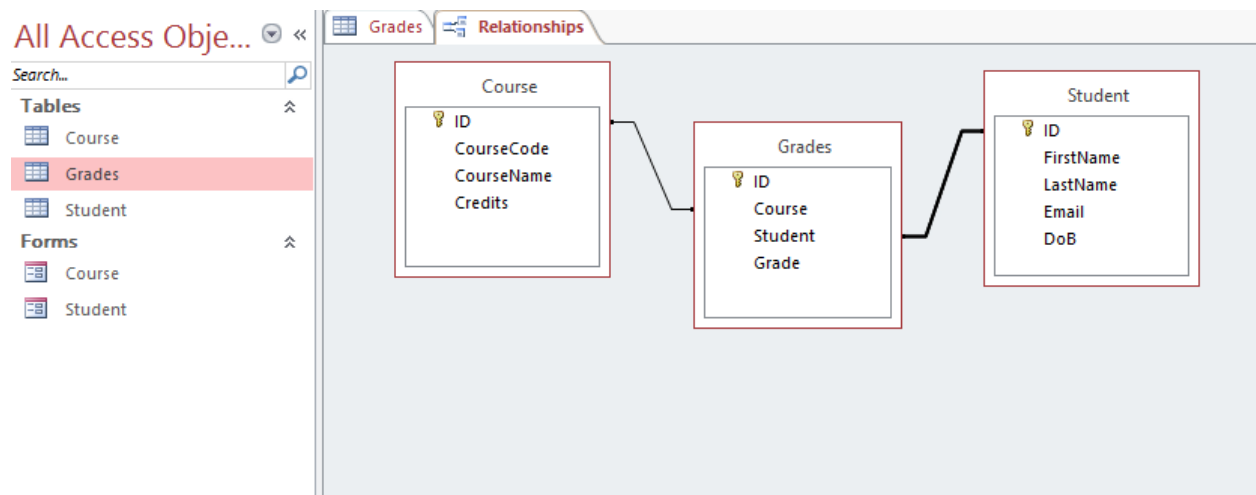 All Access Obje...
Search...
Tables
Course
Grades
Student
Forms
Course
Student
Grades
Relationships
Course
ID
CourseCode
CourseName
Credits
Grades
ID
Course
Student
Grade
Student
ID
FirstName
LastName
Email
DoB